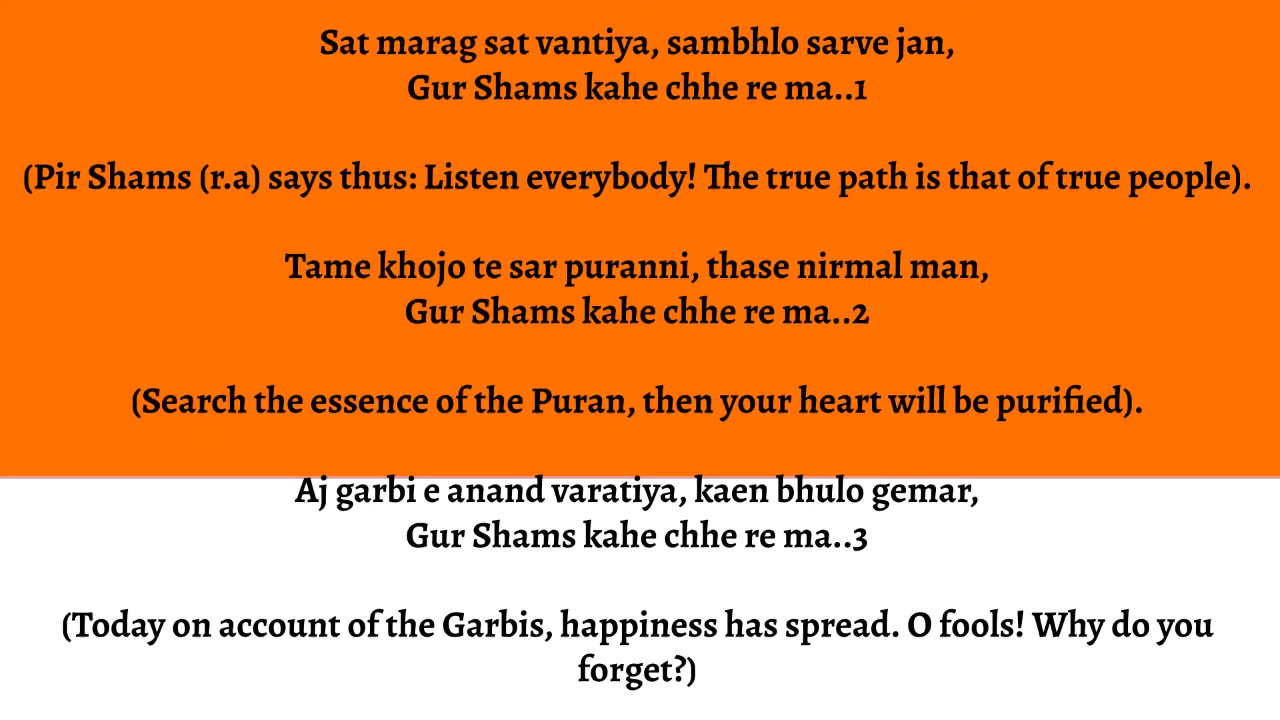 Sat marag sat vantiya, sambhlo sarve jan,
Gur Shams kahe chhe re ma..1
(Pir Shams (r.a) says thus: Listen everybody! The true path is that of true people).
Tame khojo te sar puranni, thase nirmal man,
Gur Shams kahe chhe re ma..2
(Search the essence of the Puran, then your heart will be purified).
Aj garbi e anand varatiya, kaen bhulo gemar,
Gur Shams kahe chhe re ma..3
(Today on account of the Garbis, happiness has spread. O fools! Why do you
forget?)